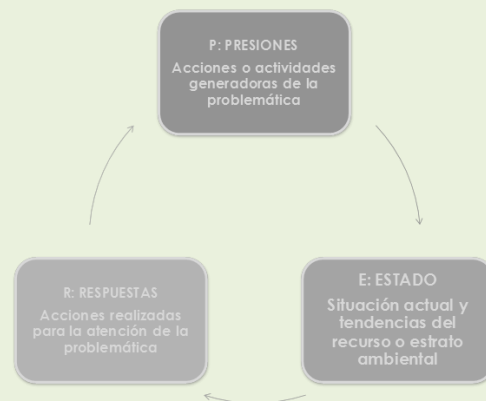 P: PRESIONES
Acciones o actividades
generadoras de la
problemática
R: RESPUESTAS
Acciones realizadas
para la atención de la
problemática
E: ESTADO
Situación actual y
tendencias del
recurso o estrato
ambiental